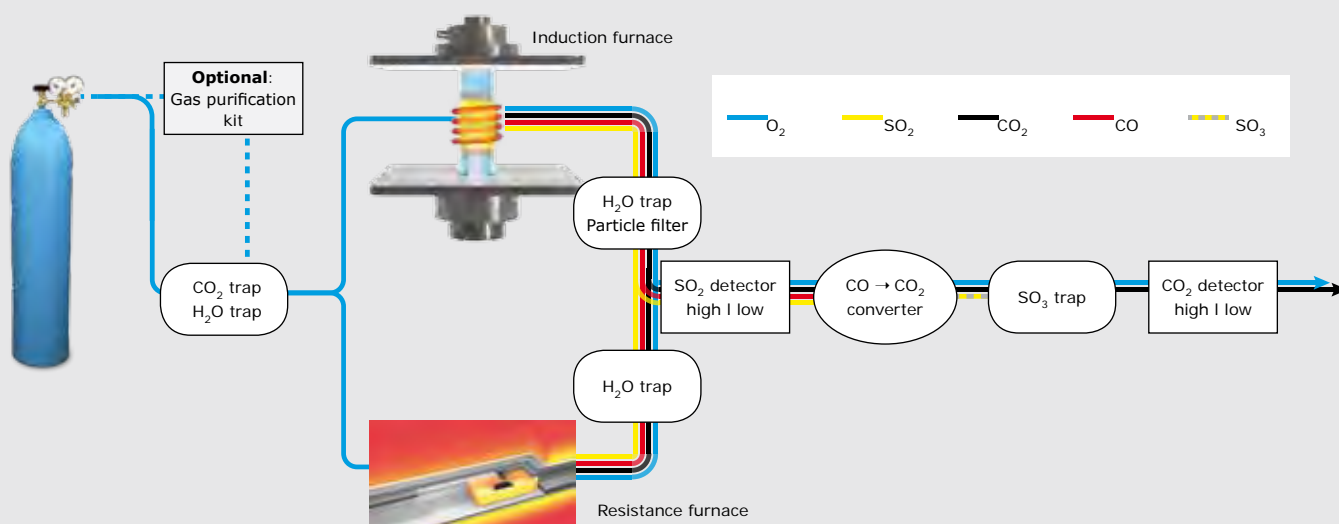 Induction furnace
Optional:
Gas purification
kit
O₂
SO₂
CO₂
CO
SO₃
H₂O trap
Particle filter
CO₂ trap
H₂O trap
SO₂ detector
high l low
CO → CO₂
converter
SO₃ trap
CO₂ detector
high l low
H₂O trap
Resistance furnace